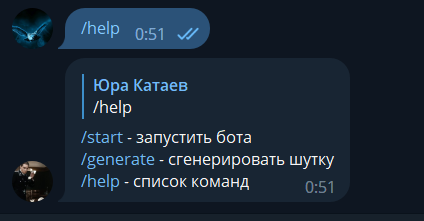 /help 0:51
Юра Катаев
/help
/start - запустить бота
/generate - сгенерировать шутку
/help - список команд 0:51